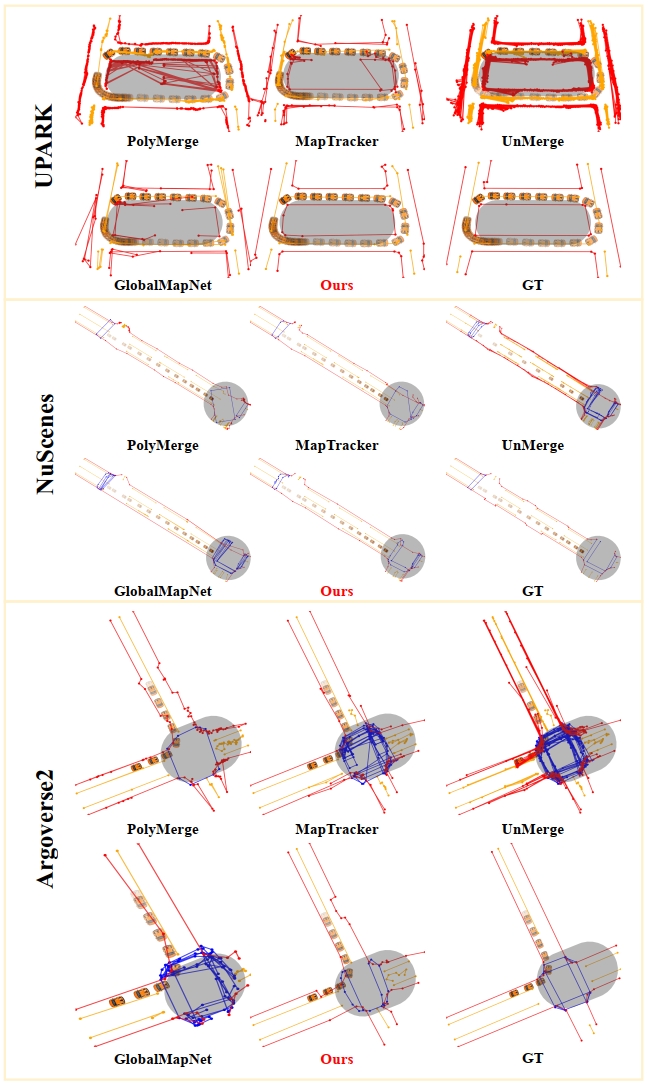 UPARK
PolyMerge
MapTracker
UnMerge
GlobalMapNet
Ours
GT
NuScenes
PolyMerge
MapTracker
UnMerge
GlobalMapNet
Ours
GT
Argoverse2
PolyMerge
MapTracker
UnMerge
GlobalMapNet
Ours
GT